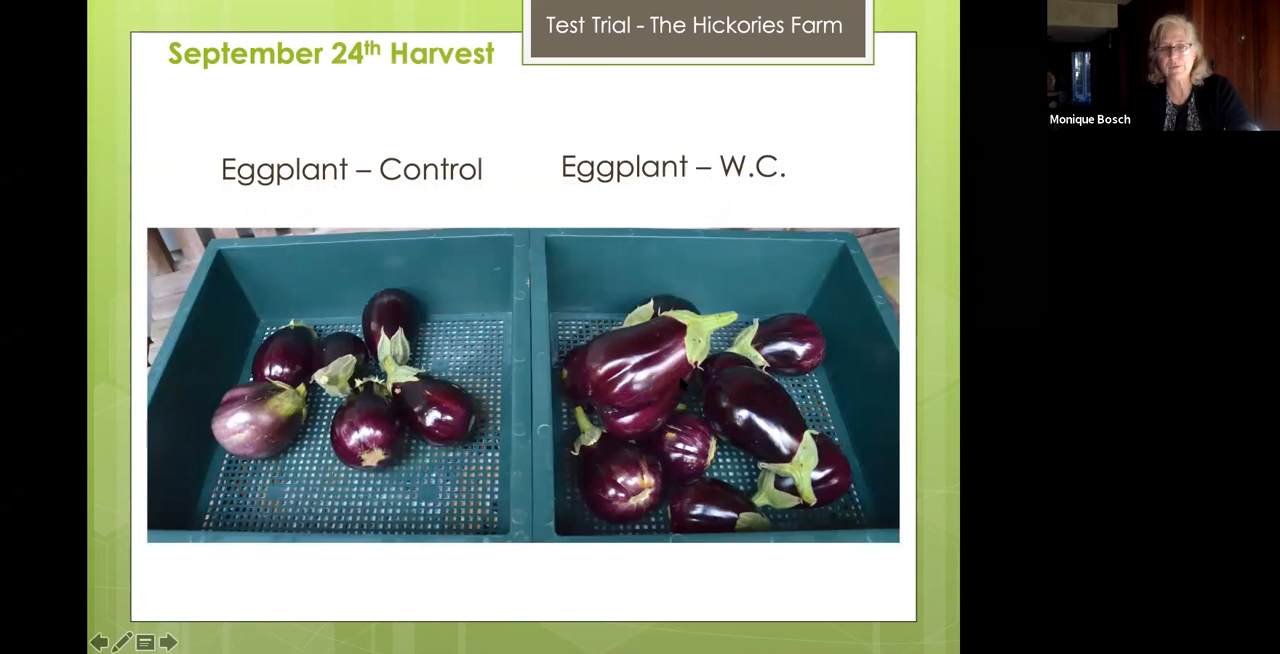 Test Trial - The Hickories Farm
September 24th Harvest
Eggplant – Control
Eggplant – W.C.
Monique Bosch